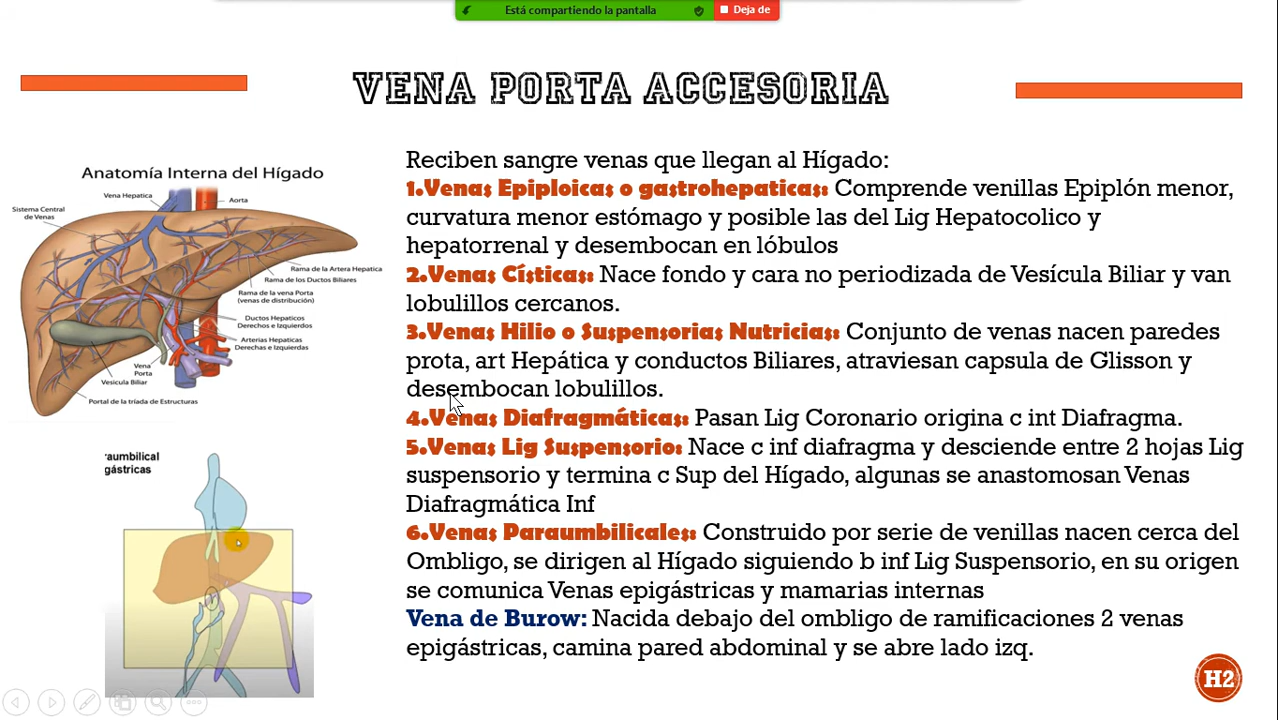 Está compartiendo la pantalla
Deja de
VENA PORTA ACCESORIA
Anatomía Interna del Hígado
Vena Hepatica
Aorta
Sistema Central
de Venas
Rama de la Artera Hepatica
Rama de los Ductos Biliares
Rama de la vena Porta
(venas de distribución)
Ductos Hepaticos
Derechos e Izquierdos
Arterias Hepaticas
Derechas e Izquierdas
Vena
Porta
Vesicula Biliar
Portal de la tríada de Estructuras
raumbilical
gástricas
Reciben sangre venas que llegan al Hígado:
1.Venas Epiploicas o gastrohepaticas: Comprende venillas Epiplón menor,
curvatura menor estómago y posible las del Lig Hepatocolico y
hepatorrenal y desembocan en lóbulos
2.Venas Císticas: Nace fondo y cara no periodizada de Vesícula Biliar y van
lobulillos cercanos.
3.Venas Hilio o Suspensorias Nutricias: Conjunto de venas nacen paredes
prota, art Hepática y conductos Biliares, atraviesan capsula de Glisson y
desembocan lobulillos.
4.Venas Diafragmáticas: Pasan Lig Coronario origina c int Diafragma.
5.Venas Lig Suspensorio: Nace c inf diafragma y desciende entre 2 hojas Lig
suspensorio y termina c Sup del Hígado, algunas se anastomosan Venas
Diafragmática Inf
6.Venas Paraumbilicales: Construido por serie de venillas nacen cerca del
Ombligo, se dirigen al Hígado siguiendo b inf Lig Suspensorio, en su origen
se comunica Venas epigástricas y mamarias internas
Vena de Burow: Nacida debajo del ombligo de ramificaciones 2 venas
epigástricas, camina pared abdominal y se abre lado izq.
H2